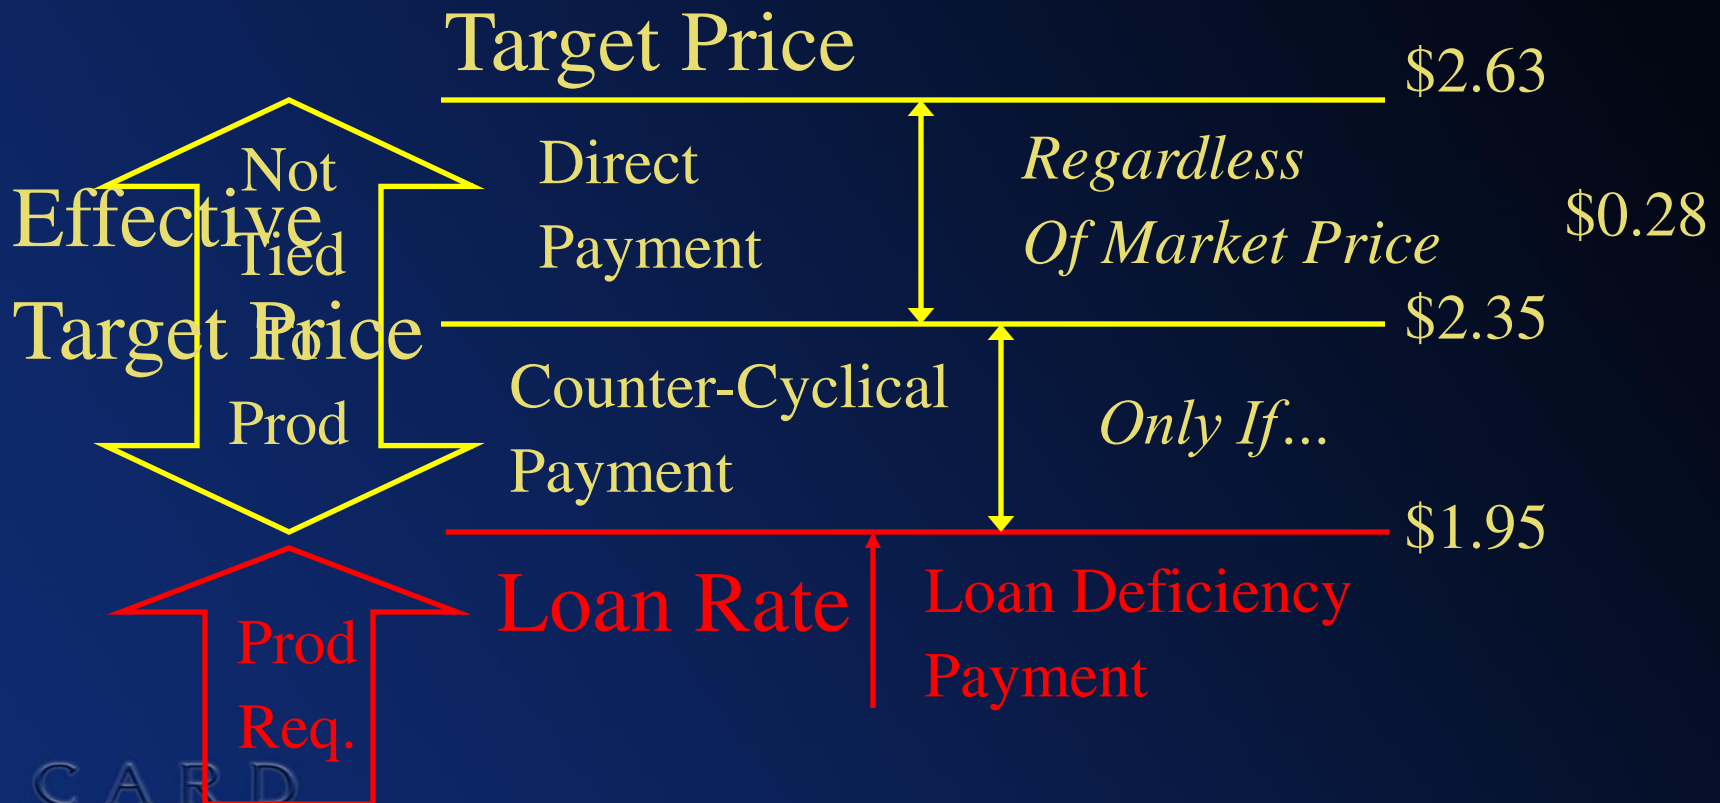 Target Price
$2.63
Not
Tied
To
Prod
Effective
Target Price
Direct
Payment
Regardless
Of Market Price
$0.28
$2.35
Counter-Cyclical
Payment
Only If...
$1.95
Loan Rate
Loan Deficiency
Payment
Prod
Req.
CARD